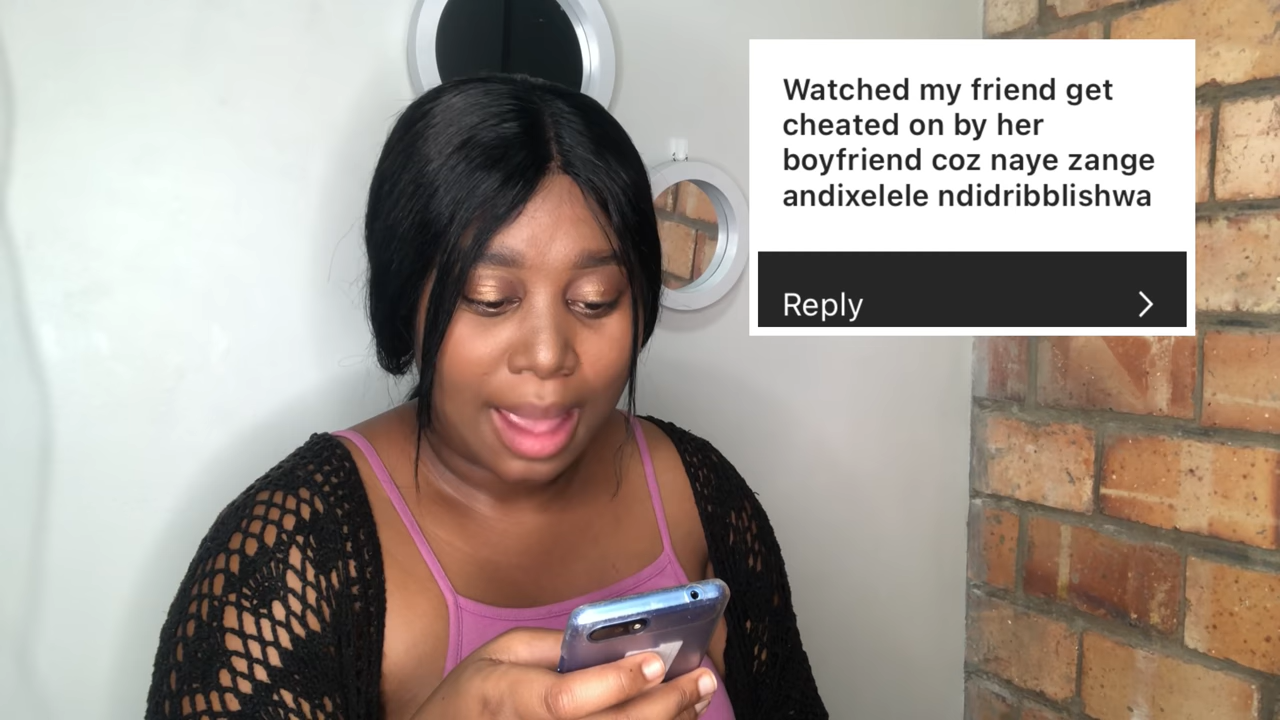 Watched my friend get
cheated on by her
boyfriend coz naye zange
andixelele ndidribblishwa
Reply